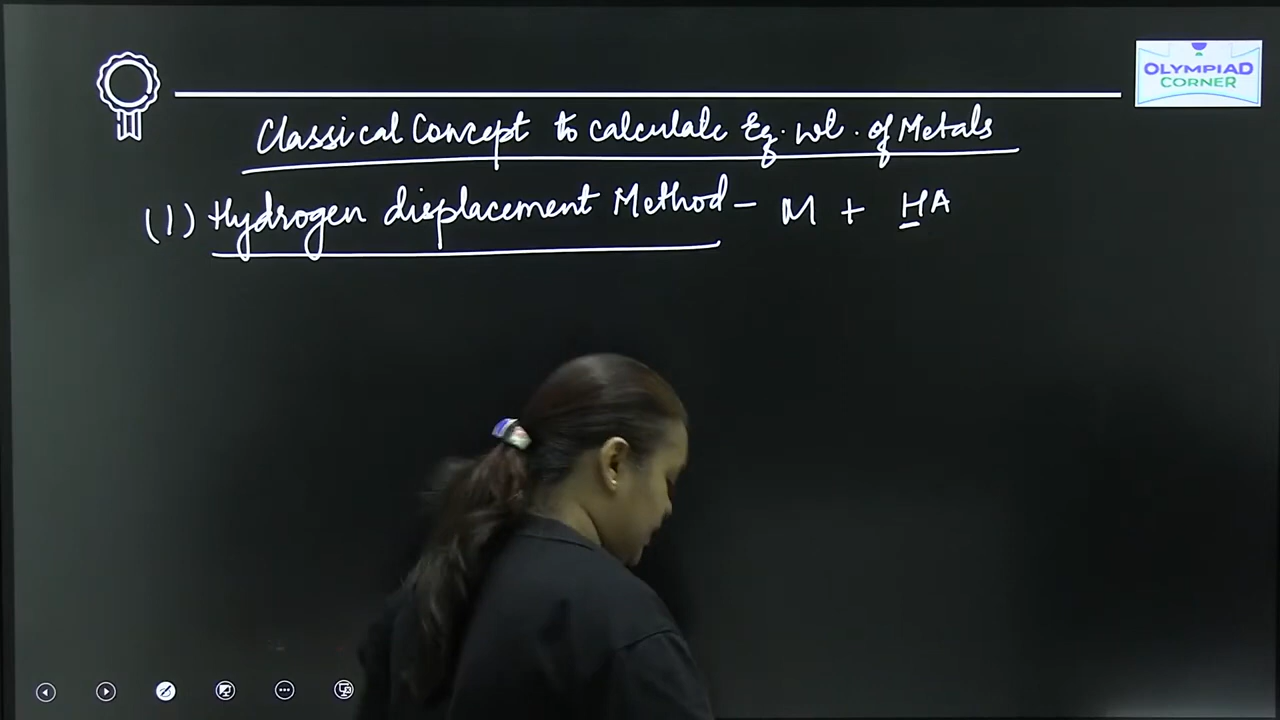 OLYMPIAD
CORNER
Classical Concept to calculate Eq. wt. of Metals
(1) Hydrogen displacement Method - M + HA